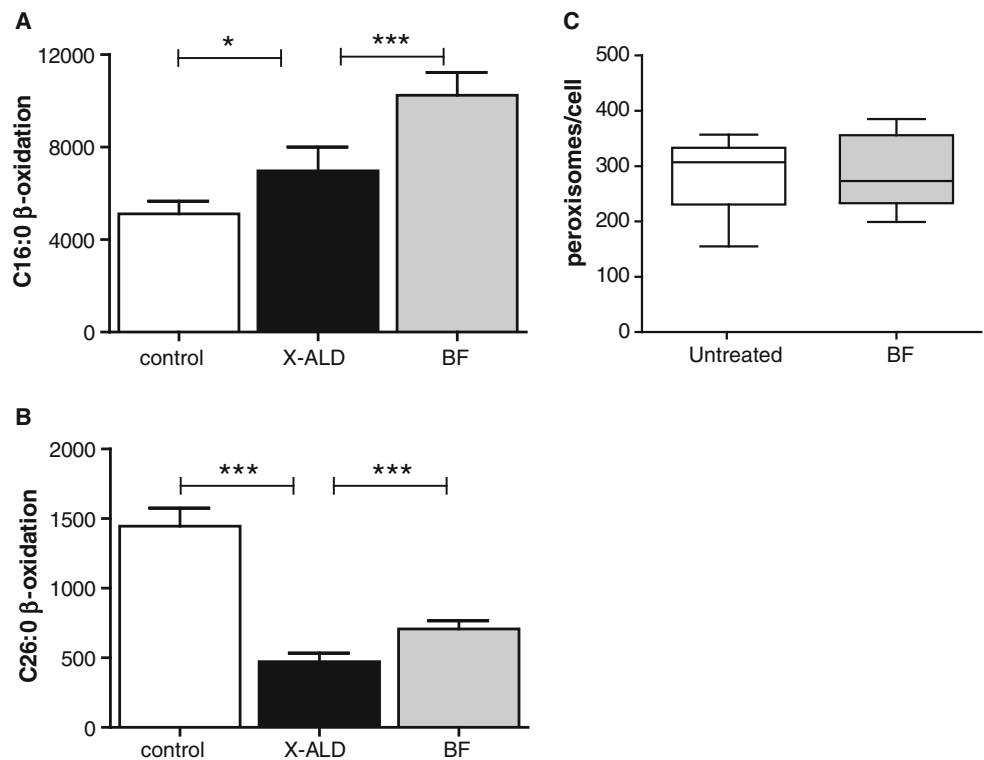 A
C16:0 β-oxidation
12000
8000
4000
0
*
***
control
X-ALD
BF
B
C26:0 β-oxidation
2000
1500
1000
500
0
***
***
control
X-ALD
BF
C
peroxisomes/cell
500
400
300
200
100
0
Untreated
BF